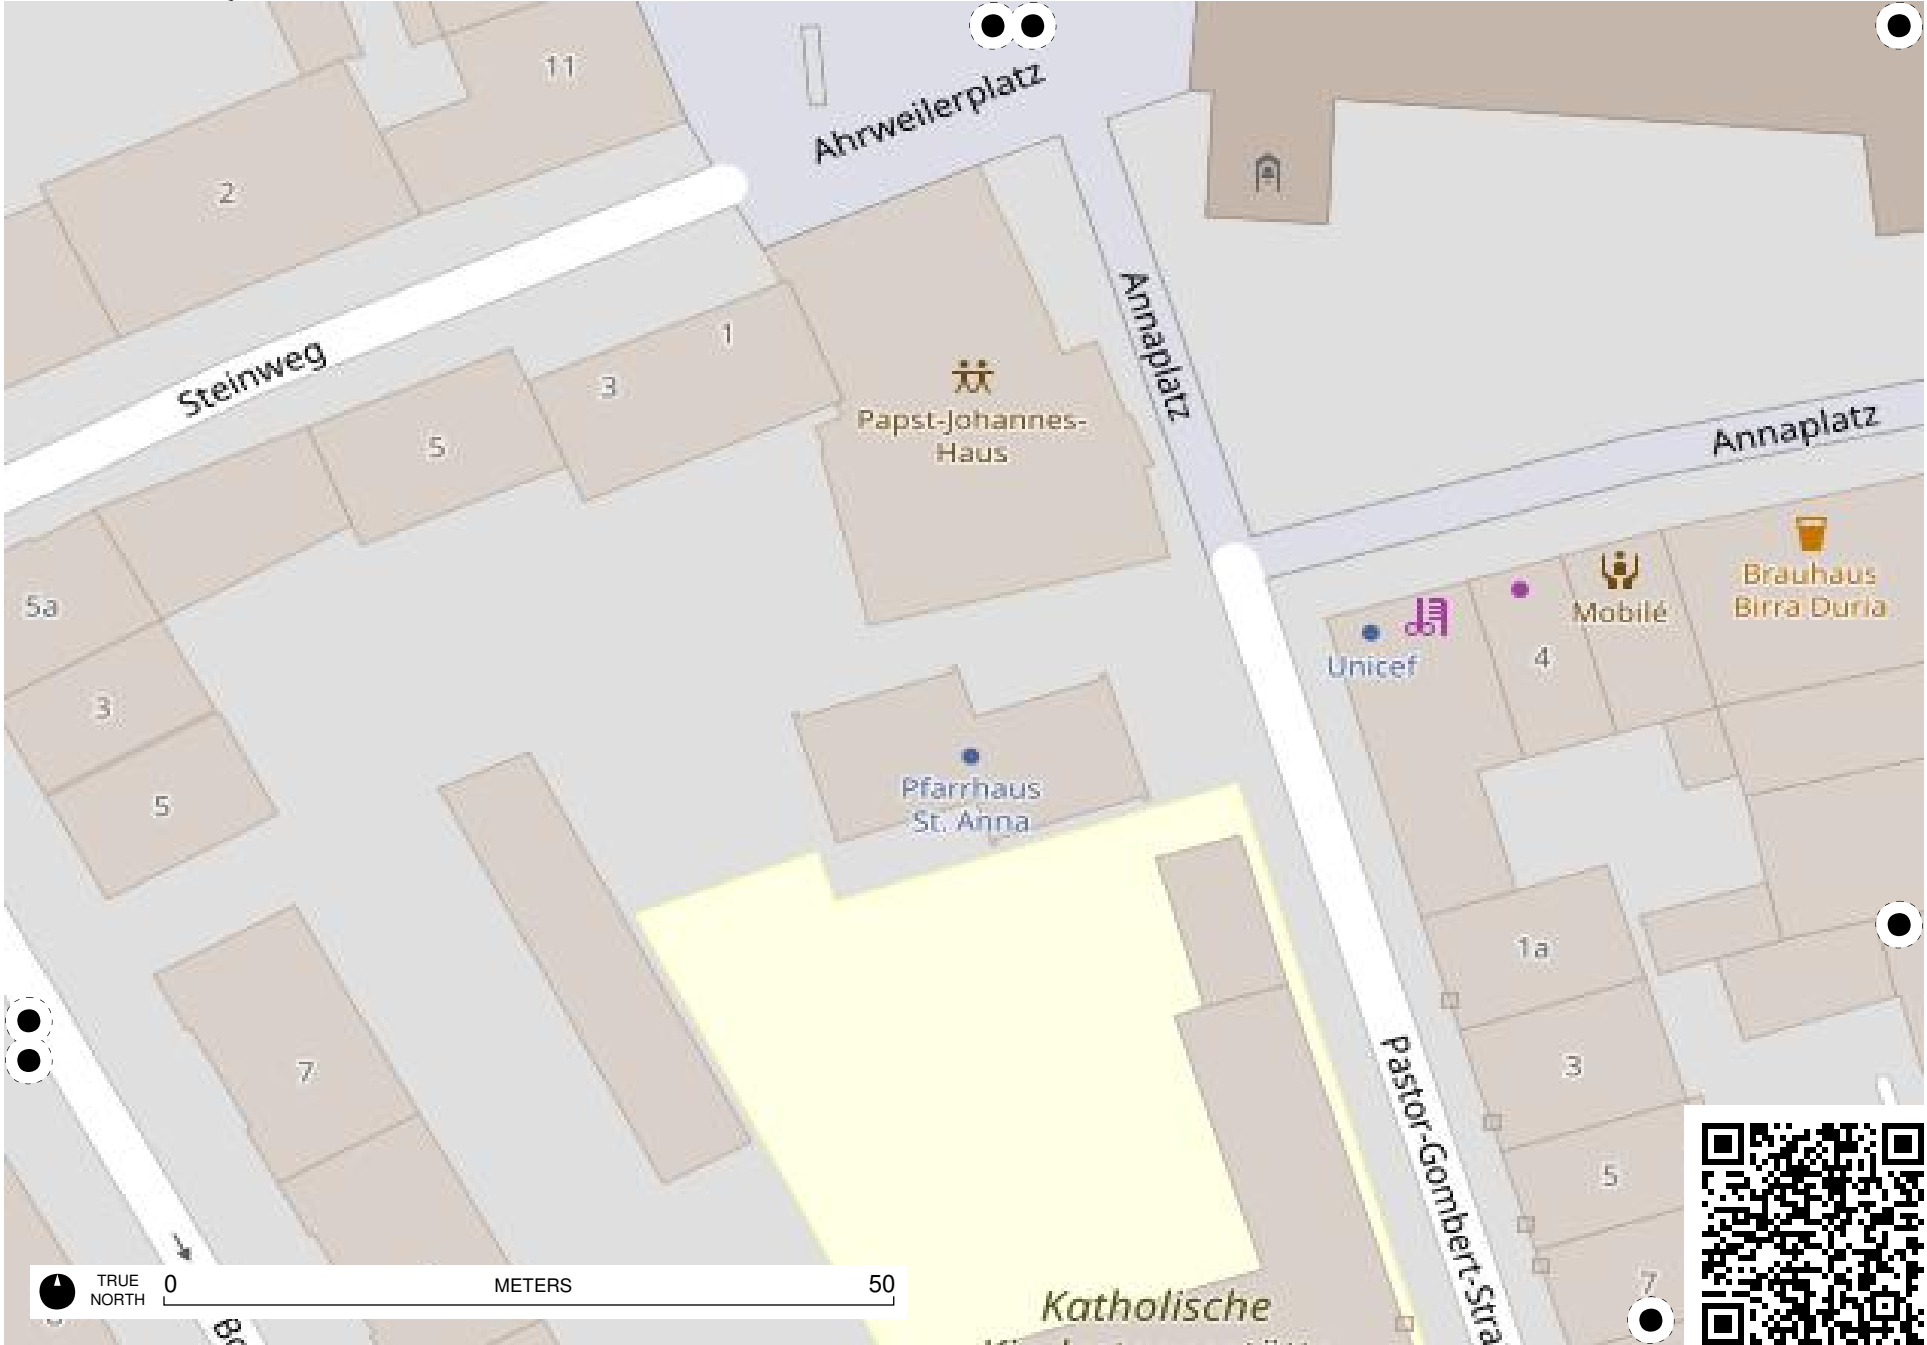 11
Ahrweilerplatz
2
Annaplatz
1
Steinweg
3
Papst-Johannes-
Haus
5
Annaplatz
Brauhaus
Birra Duria
Mobilé
5a
4
Unicef
3
Pfarrhaus
St. Anna
5
1a
7
3
Pastor-Gombert-Stra
5
TRUE
NORTH
0
METERS
50
7
Katholische